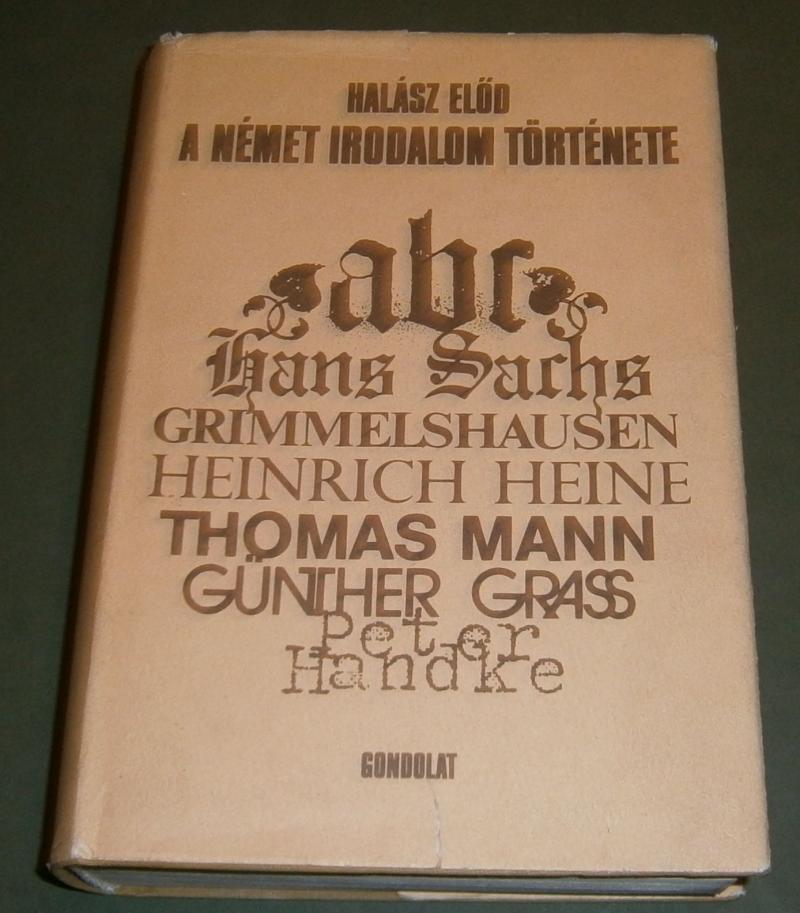 HALÁSZ ELŐD
A NÉMET IRODALOM TÖRTÉNETE
abc
Hans Sachs
GRIMMELSHAUSEN
HEINRICH HEINE
THOMAS MANN
GÜNTHER GRASS
Peter
Handke
GONDOLAT